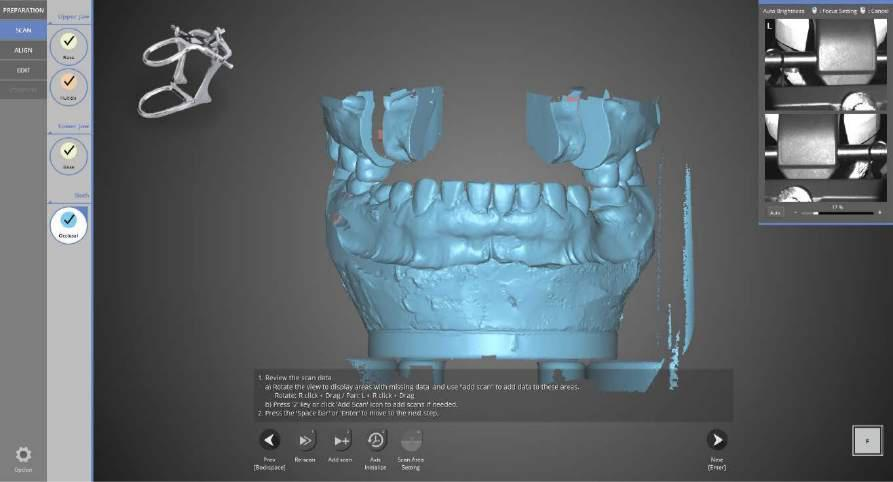 PREPARATION
SCAN
ALIGN
EDIT
Upper Jaw
Base
Lower Jaw
Base
Both
Occlusal
Option
Auto Brightness : Focus Setting : Cancel
L
17 %
Auto - +
1. Review the scan data
a) Rotate the view to display areas with missing data and use "add scan" to add data to these areas.
Rotate: R click + Drag / Pan: L + R click + Drag
b) Press '2' key or click 'Add Scan' icon to add scans if needed.
2. Press the 'Space bar' or 'Enter' to move to the next step.
Prev
[Backspace]
Re-scan
Add scan
Axis
Initialize
Scan Area
Setting
Next
[Enter]
F